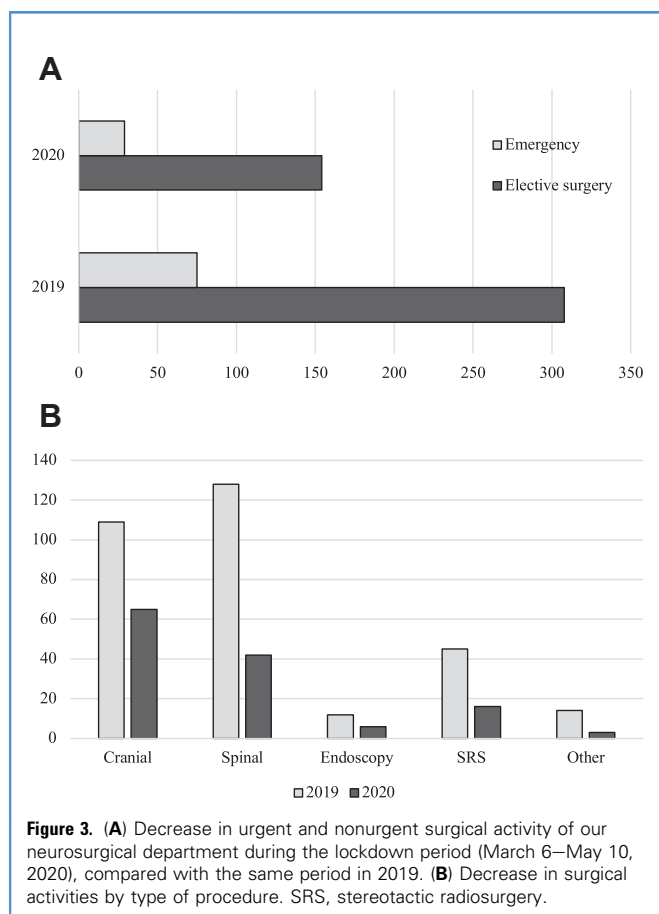 A
2020
2019
Emergency
Elective surgery
0 50 100 150 200 250 300 350
B
140
120
100
80
60
40
20
0
Cranial Spinal Endoscopy SRS Other
2019 2020
Figure 3. (A) Decrease in urgent and nonurgent surgical activity of our
neurosurgical department during the lockdown period (March 6–May 10,
2020), compared with the same period in 2019. (B) Decrease in surgical
activities by type of procedure. SRS, stereotactic radiosurgery.